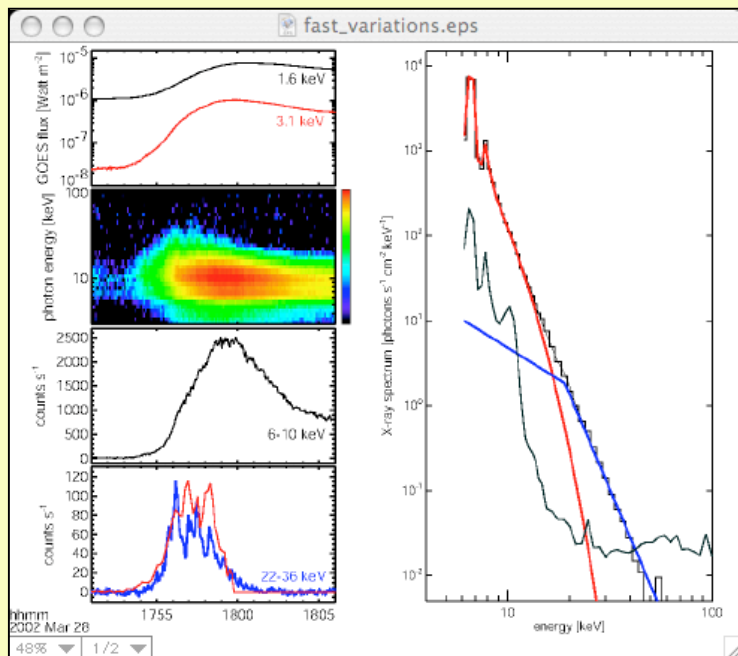 fast_variations.eps
GOES flux [Watt m⁻²]
10⁻⁵
10⁻⁶
10⁻⁷
10⁻⁸
1.6 keV
3.1 keV
photon energy [keV]
100
10
counts s⁻¹
2500
2000
1500
1000
500
0
6-10 keV
counts s⁻¹
120
100
80
60
40
20
0
22-36 keV
1755
1800
1805
hhmm
2002 Mar 28
X-ray spectrum [photons s⁻¹ cm⁻² keV⁻¹]
10⁴
10³
10²
10¹
10⁰
10⁻¹
10⁻²
10
100
energy [keV]
48%
1/2